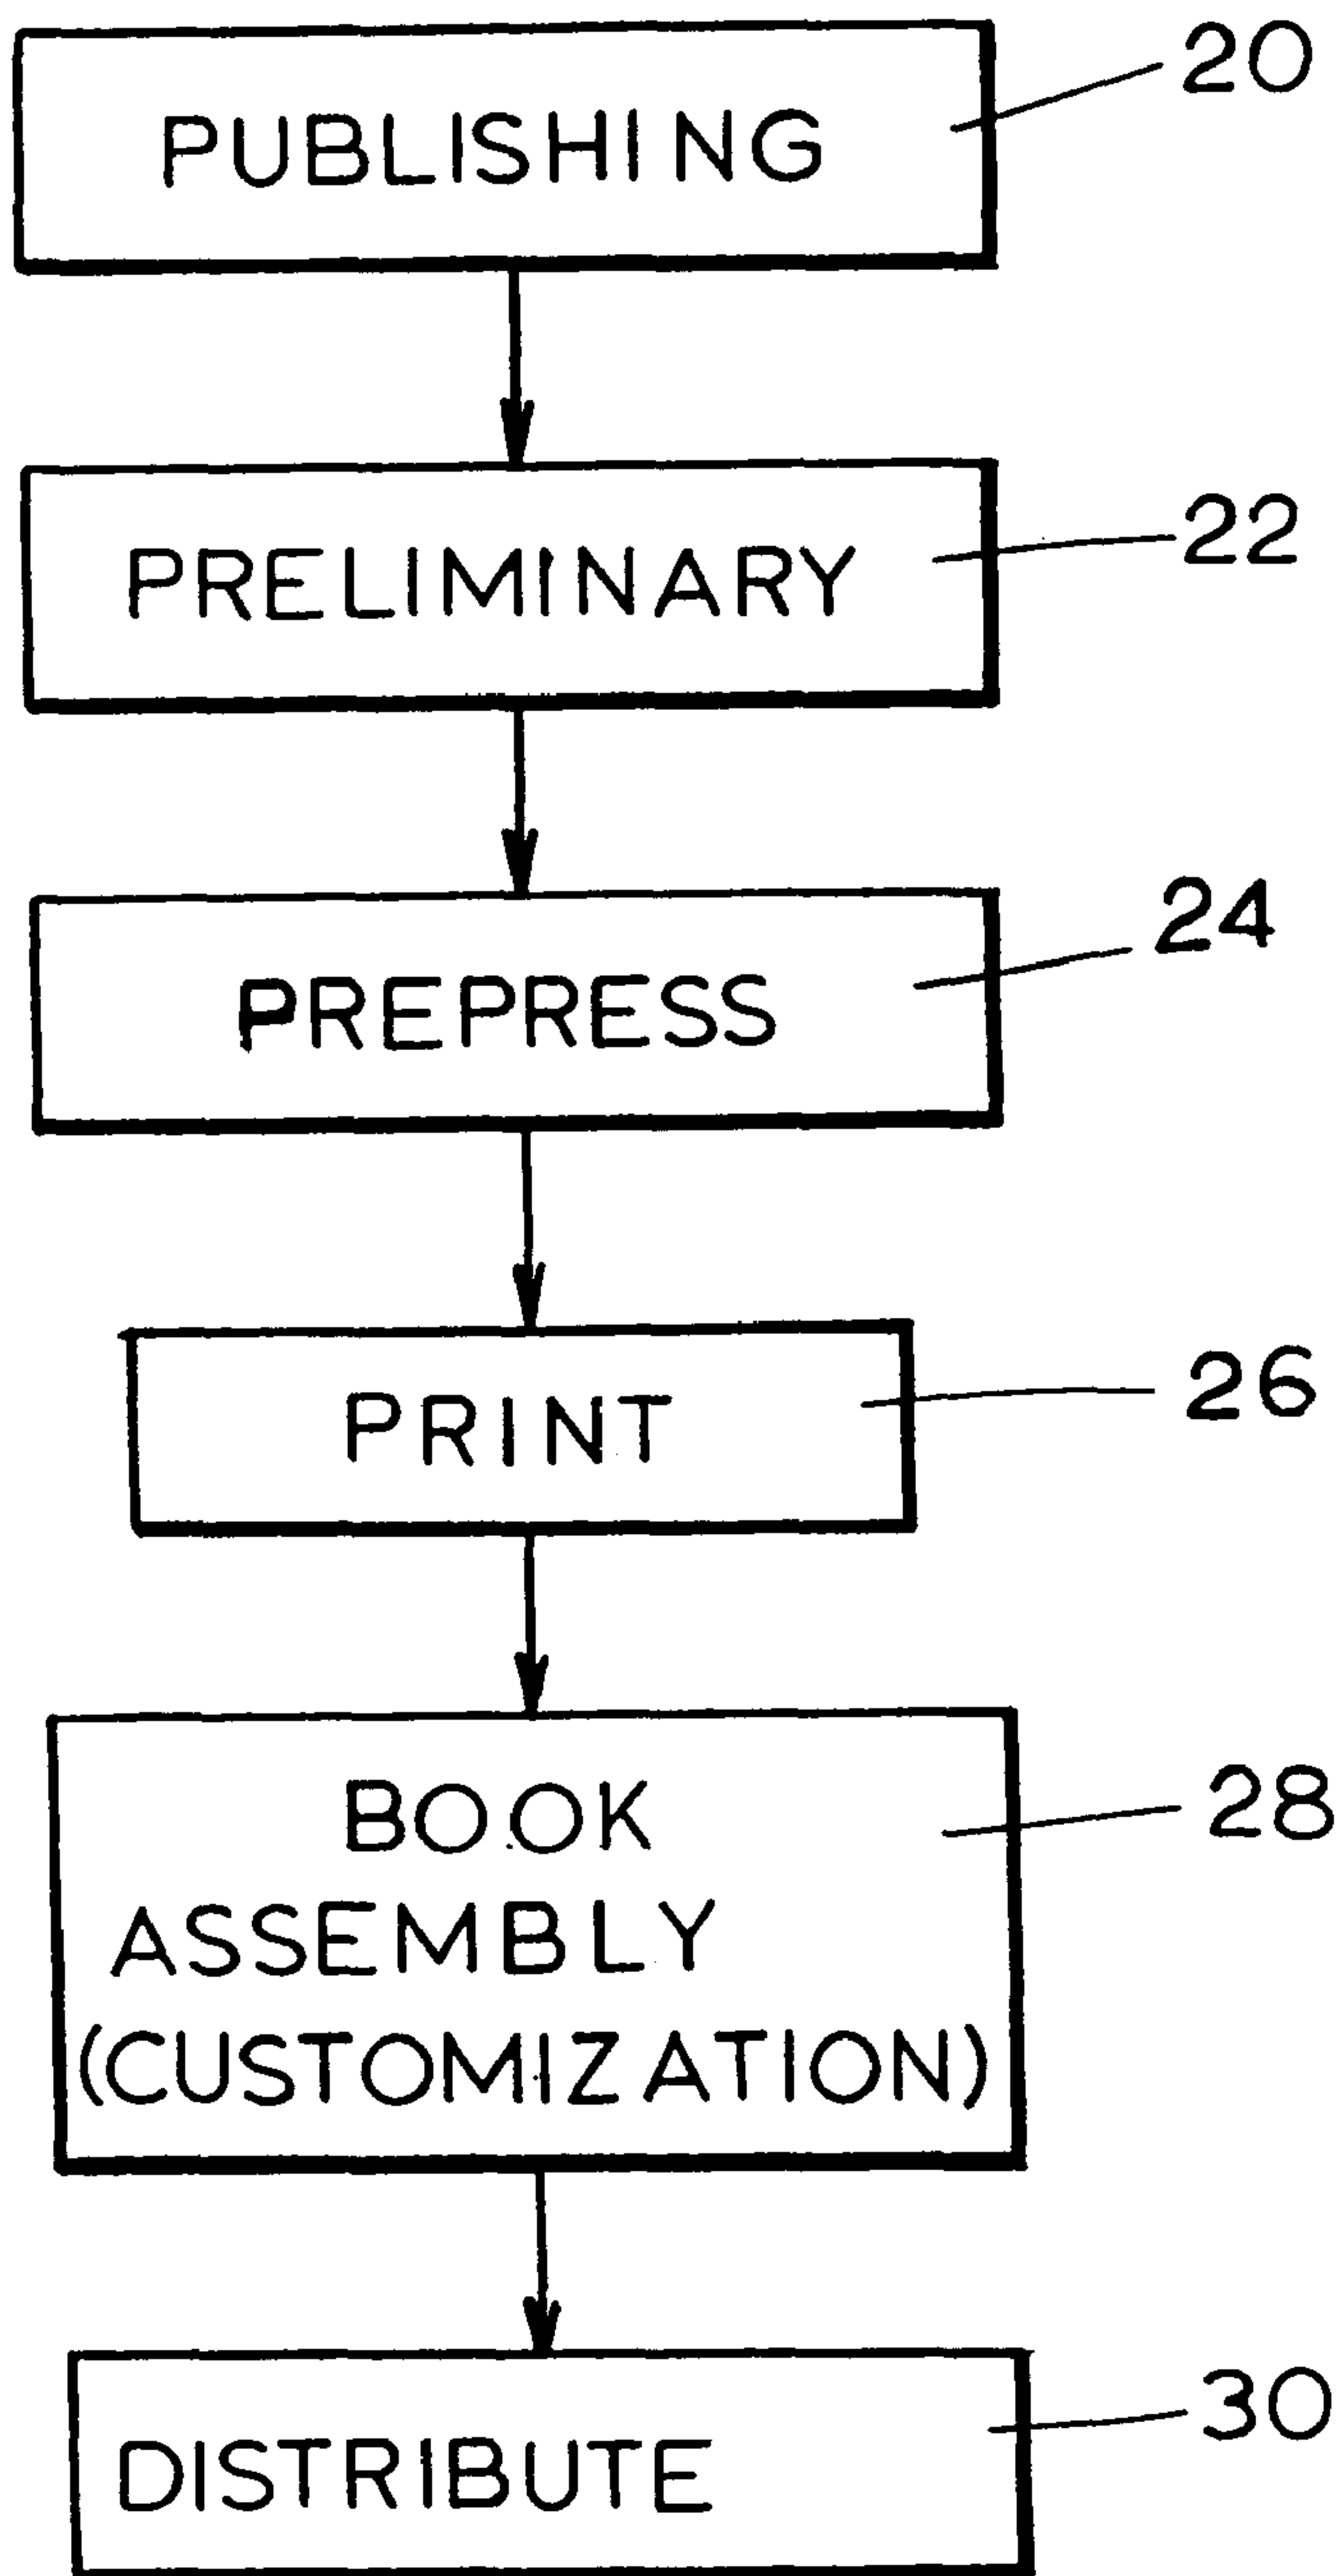 PUBLISHING
20
PRELIMINARY
22
PREPRESS
24
PRINT
26
BOOK
28
ASSEMBLY
(CUSTOMIZATION)
DISTRIBUTE
30